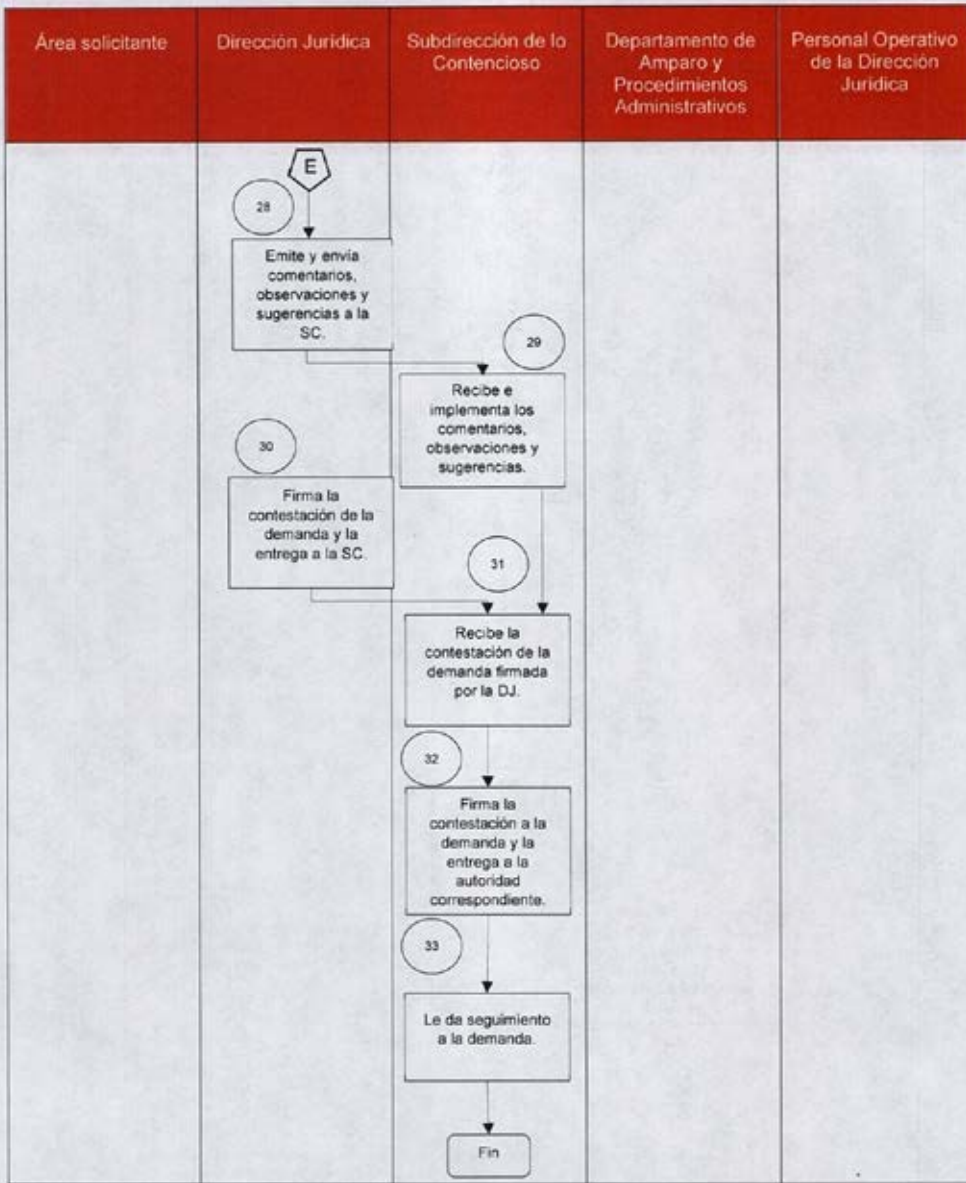 Área solicitante
Dirección Jurídica
Subdirección de lo
Contencioso
Departamento de
Amparo y
Procedimientos
Administrativos
Personal Operativo
de la Dirección
Jurídica
E
28
Emite y envía
comentarios,
observaciones y
sugerencias a la
SC.
29
Recibe e
implementa los
comentarios,
observaciones y
sugerencias.
30
Firma la
contestación de la
demanda y la
entrega a la SC.
31
Recibe la
contestación de la
demanda firmada
por la DJ.
32
Firma la
contestación a la
demanda y la
entrega a la
autoridad
correspondiente.
33
Le da seguimiento
a la demanda.
Fin